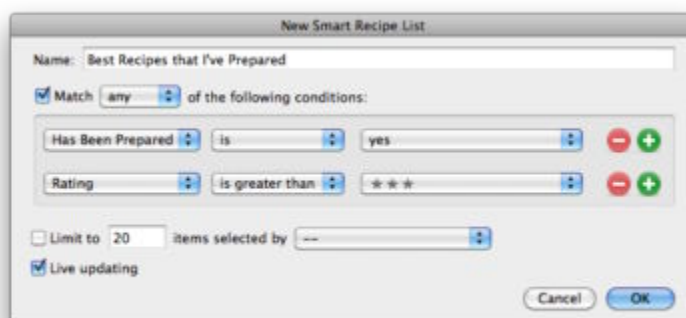 New Smart Recipe List
Name: Best Recipes that I've Prepared
Match any of the following conditions:
Has Been Prepared is yes
Rating is greater than ★★★
Limit to 20 items selected by --
Live updating
Cancel OK